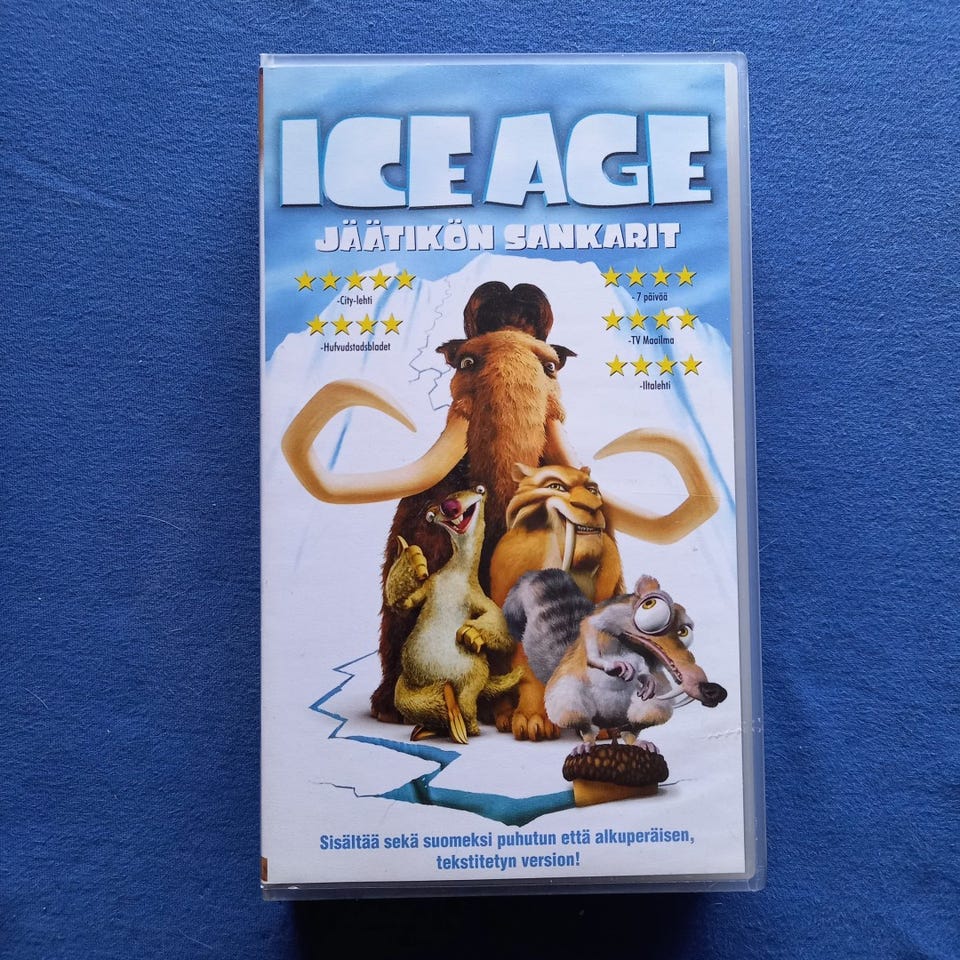 ICE AGE
JÄÄTIKÖN SANKARIT
-City-lehti
-Hufvudstadsbladet
- 7 päivää
-TV Maailma
-Iltalehti
Sisältää sekä suomeksi puhutun että alkuperäisen,
tekstitetyn version!